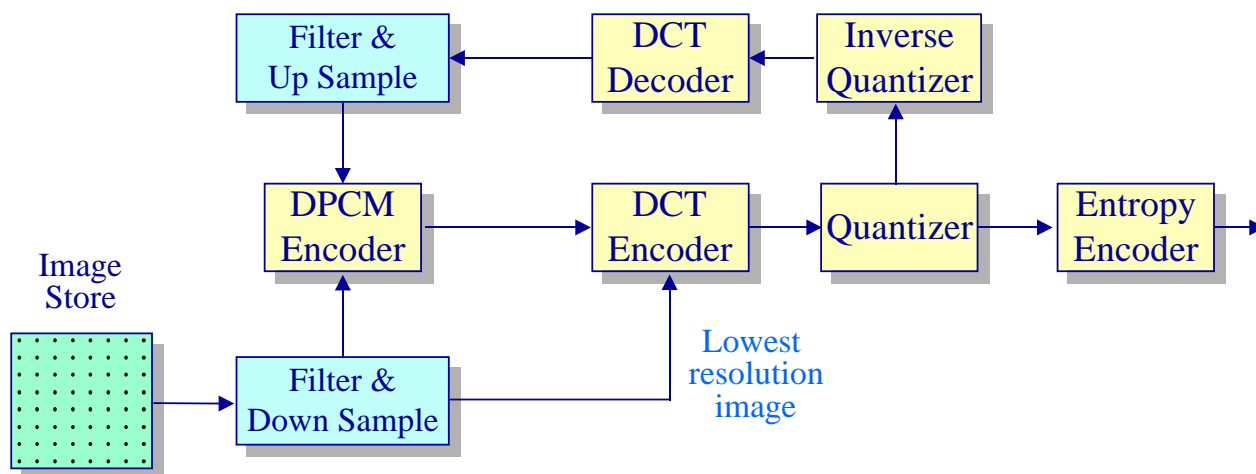 Filter &
Up Sample
DCT
Decoder
Inverse
Quantizer
DPCM
Encoder
DCT
Encoder
Quantizer
Entropy
Encoder
Image
Store
Filter &
Down Sample
Lowest
resolution
image